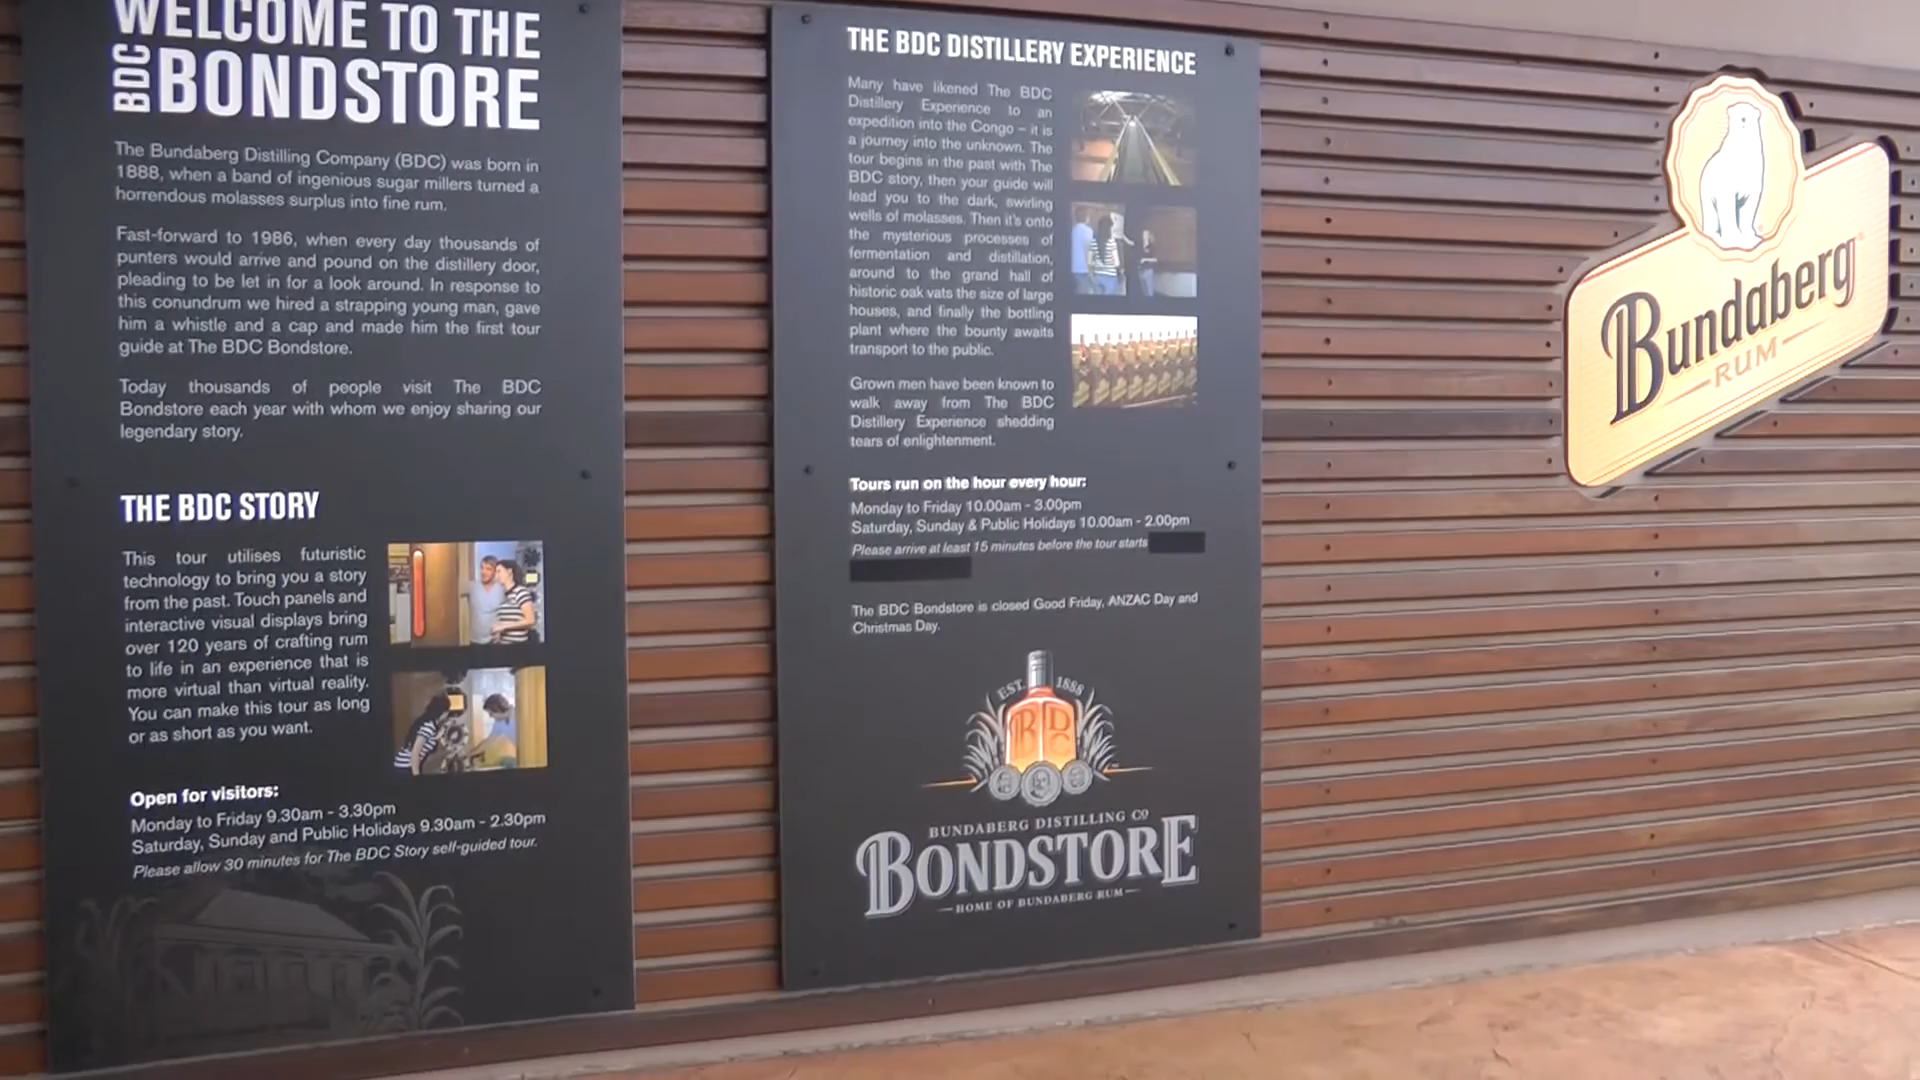 WELCOME TO THE
BDC BONDSTORE
The Bundaberg Distilling Company (BDC) was born in
1888, when a band of ingenious sugar millers turned a
horrendous molasses surplus into fine rum.
Fast-forward to 1986, when every day thousands of
punters would arrive and pound on the distillery door,
pleading to be let in for a look around. In response to
this conundrum we hired a strapping young man, gave
him a whistle and a cap and made him the first tour
guide at The BDC Bondstore.
Today thousands of people visit The BDC
Bondstore each year with whom we enjoy sharing our
legendary story.
THE BDC STORY
This tour utilises futuristic
technology to bring you a story
from the past. Touch panels and
interactive visual displays bring
over 120 years of crafting rum
to life in an experience that is
more virtual than virtual reality.
You can make this tour as long
or as short as you want.
Open for visitors:
Monday to Friday 9.30am - 3.30pm
Saturday, Sunday and Public Holidays 9.30am - 2.30pm
Please allow 30 minutes for The BDC Story self-guided tour.
THE BDC DISTILLERY EXPERIENCE
Many have likened The BDC
Distillery Experience to an
expedition into the Congo – it is
a journey into the unknown. The
tour begins in the past with The
BDC story, then your guide will
lead you to the dark, swirling
wells of molasses. Then it's onto
the mysterious processes of
fermentation and distillation,
around to the grand hall of
historic oak vats the size of large
houses, and finally the bottling
plant where the bounty awaits
transport to the public.
Grown men have been known to
walk away from The BDC
Distillery Experience shedding
tears of enlightenment.
Tours run on the hour every hour:
Monday to Friday 10.00am - 3.00pm
Saturday, Sunday & Public Holidays 10.00am - 2.00pm
Please arrive at least 15 minutes before the tour starts
The BDC Bondstore is closed Good Friday, ANZAC Day and
Christmas Day.
EST. 1888
BDC
BUNDABERG DISTILLING CO
BONDSTORE
HOME OF BUNDABERG RUM
Bundaberg
RUM